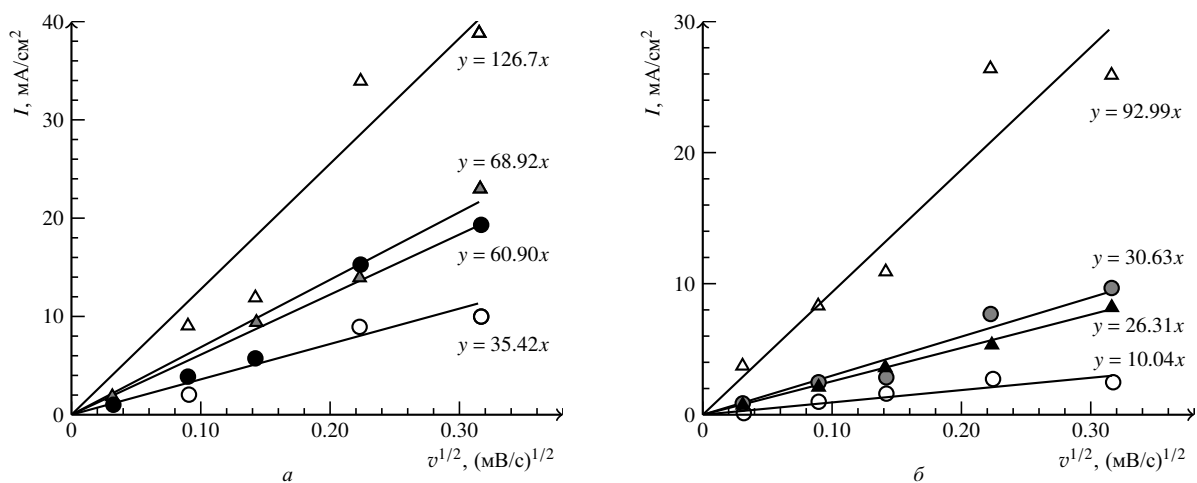 I, мА/см²
40
30
20
10
0
0
0.10
0.20
0.30
y = 126.7x
y = 68.92x
y = 60.90x
y = 35.42x
v^1/2, (мВ/с)^1/2
а
I, мА/см²
30
20
10
0
0
0.10
0.20
0.30
y = 92.99x
y = 30.63x
y = 26.31x
y = 10.04x
v^1/2, (мВ/с)^1/2
б